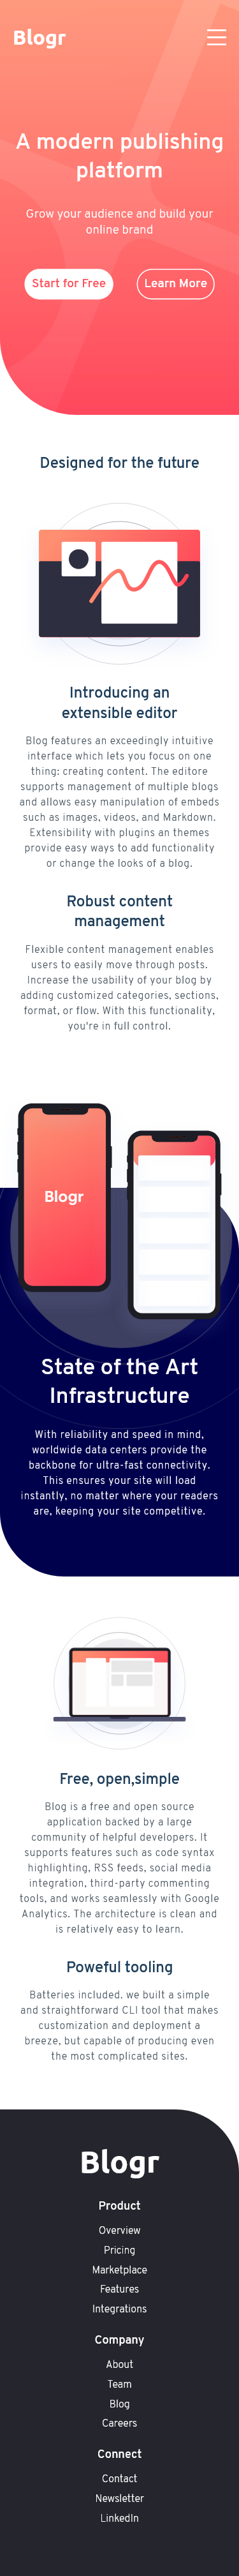 Blogr
A modern publishing
platform
Grow your audience and build your
online brand
Start for Free
Learn More
Designed for the future
Introducing an
extensible editor
Blog features an exceedingly intuitive
interface which lets you focus on one
thing: creating content. The editore
supports management of multiple blogs
and allows easy manipulation of embeds
such as images, videos, and Markdown.
Extensibility with plugins an themes
provide easy ways to add functionality
or change the looks of a blog.
Robust content
management
Flexible content management enables
users to easily move through posts.
Increase the usability of your blog by
adding customized categories, sections,
format, or flow. With this functionality,
you're in full control.
Blogr
State of the Art
Infrastructure
With reliability and speed in mind,
worldwide data centers provide the
backbone for ultra-fast connectivity.
This ensures your site will load
instantly, no matter where your readers
are, keeping your site competitive.
Free, open,simple
Blog is a free and open source
application backed by a large
community of helpful developers. It
supports features such as code syntax
highlighting, RSS feeds, social media
integration, third-party commenting
tools, and works seamlessly with Google
Analytics. The architecture is clean and
is relatively easy to learn.
Poweful tooling
Batteries included. we built a simple
and straightforward CLI tool that makes
customization and deployment a
breeze, but capable of producing even
the most complicated sites.
Blogr
Product
Overview
Pricing
Marketplace
Features
Integrations
Company
About
Team
Blog
Careers
Connect
Contact
Newsletter
LinkedIn